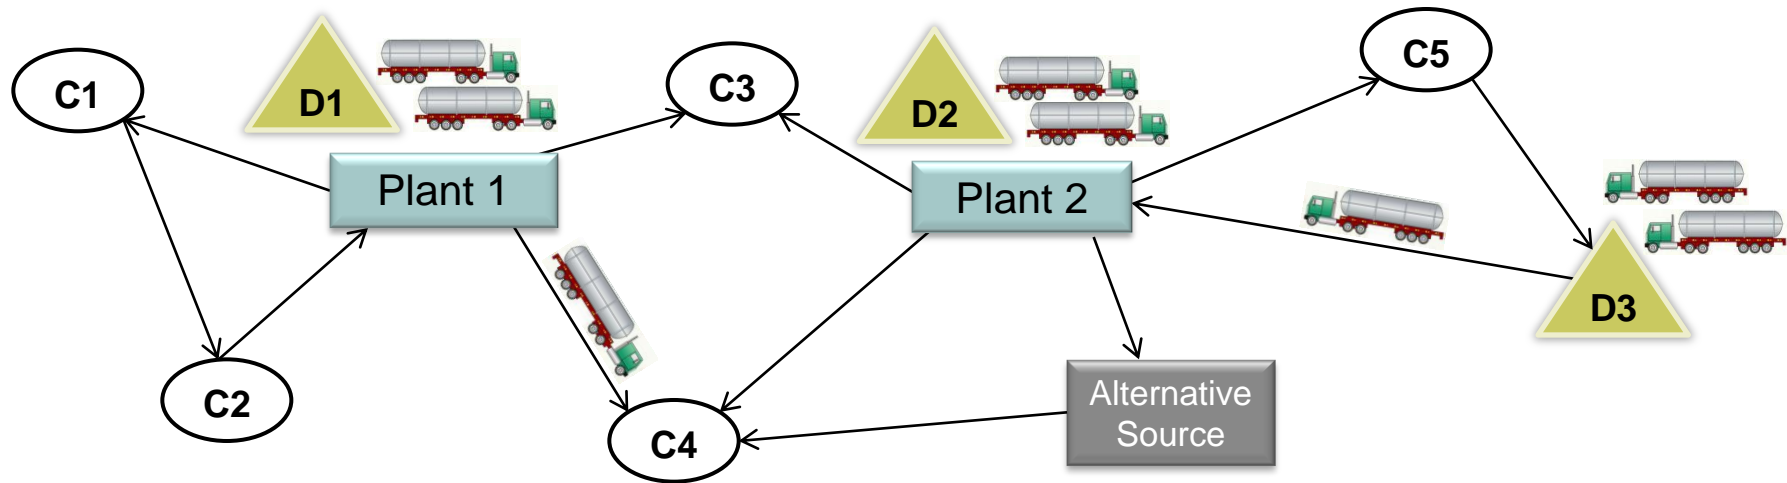 C1
D1
C3
D2
C5
Plant 1
Plant 2
D3
C2
C4
Alternative
Source